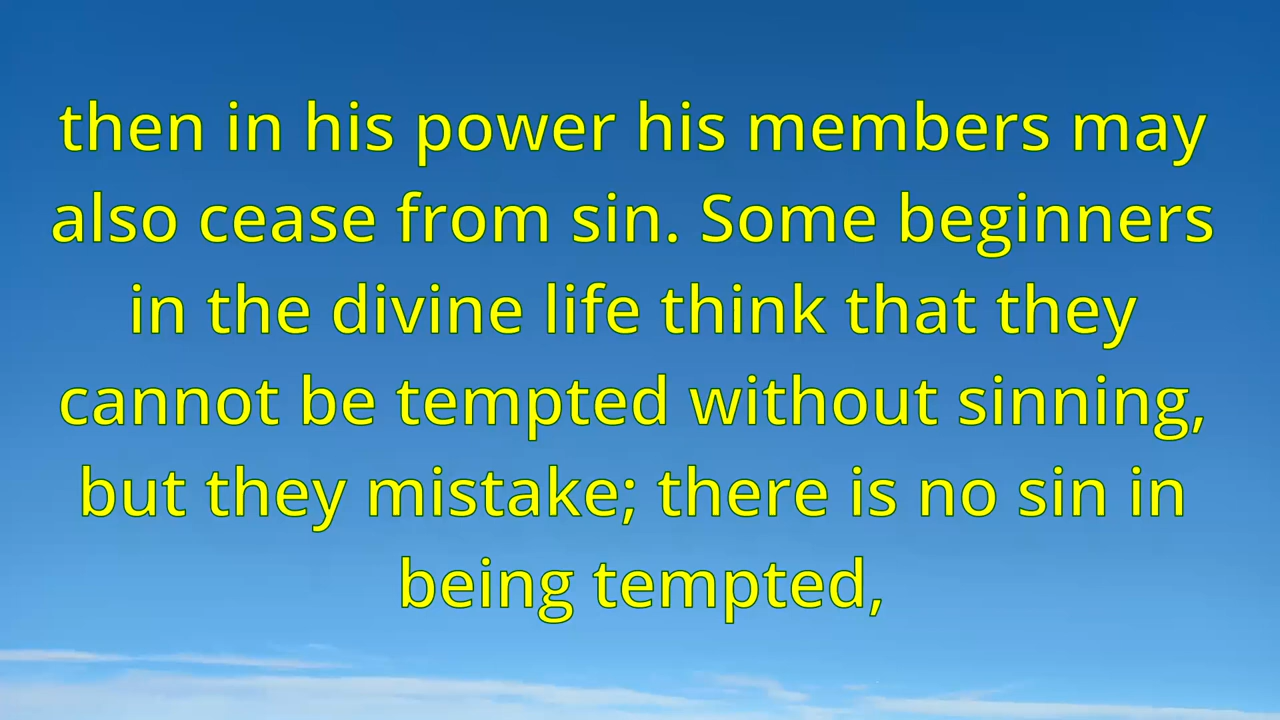 then in his power his members may
also cease from sin. Some beginners
in the divine life think that they
cannot be tempted without sinning,
but they mistake; there is no sin in
being tempted,